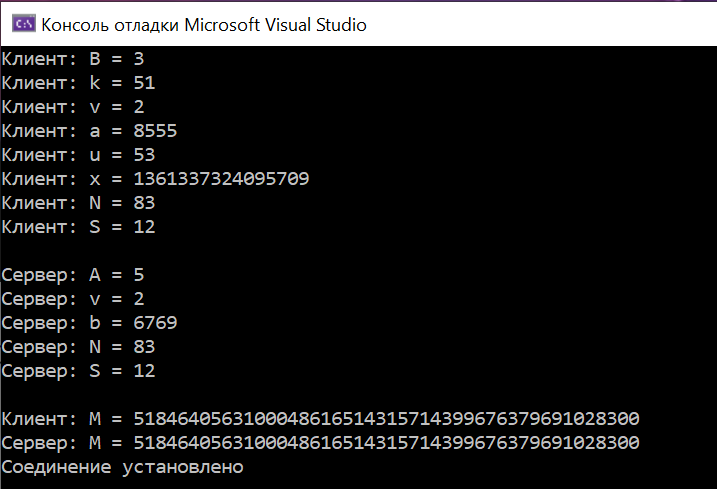 Консоль отладки Microsoft Visual Studio
Клиент: B = 3
Клиент: k = 51
Клиент: v = 2
Клиент: a = 8555
Клиент: u = 53
Клиент: x = 1361337324095709
Клиент: N = 83
Клиент: S = 12
Сервер: A = 5
Сервер: v = 2
Сервер: b = 6769
Сервер: N = 83
Сервер: S = 12
Клиент: M = 5184640563100048616514315714399676379691028300
Сервер: M = 5184640563100048616514315714399676379691028300
Соединение установлено